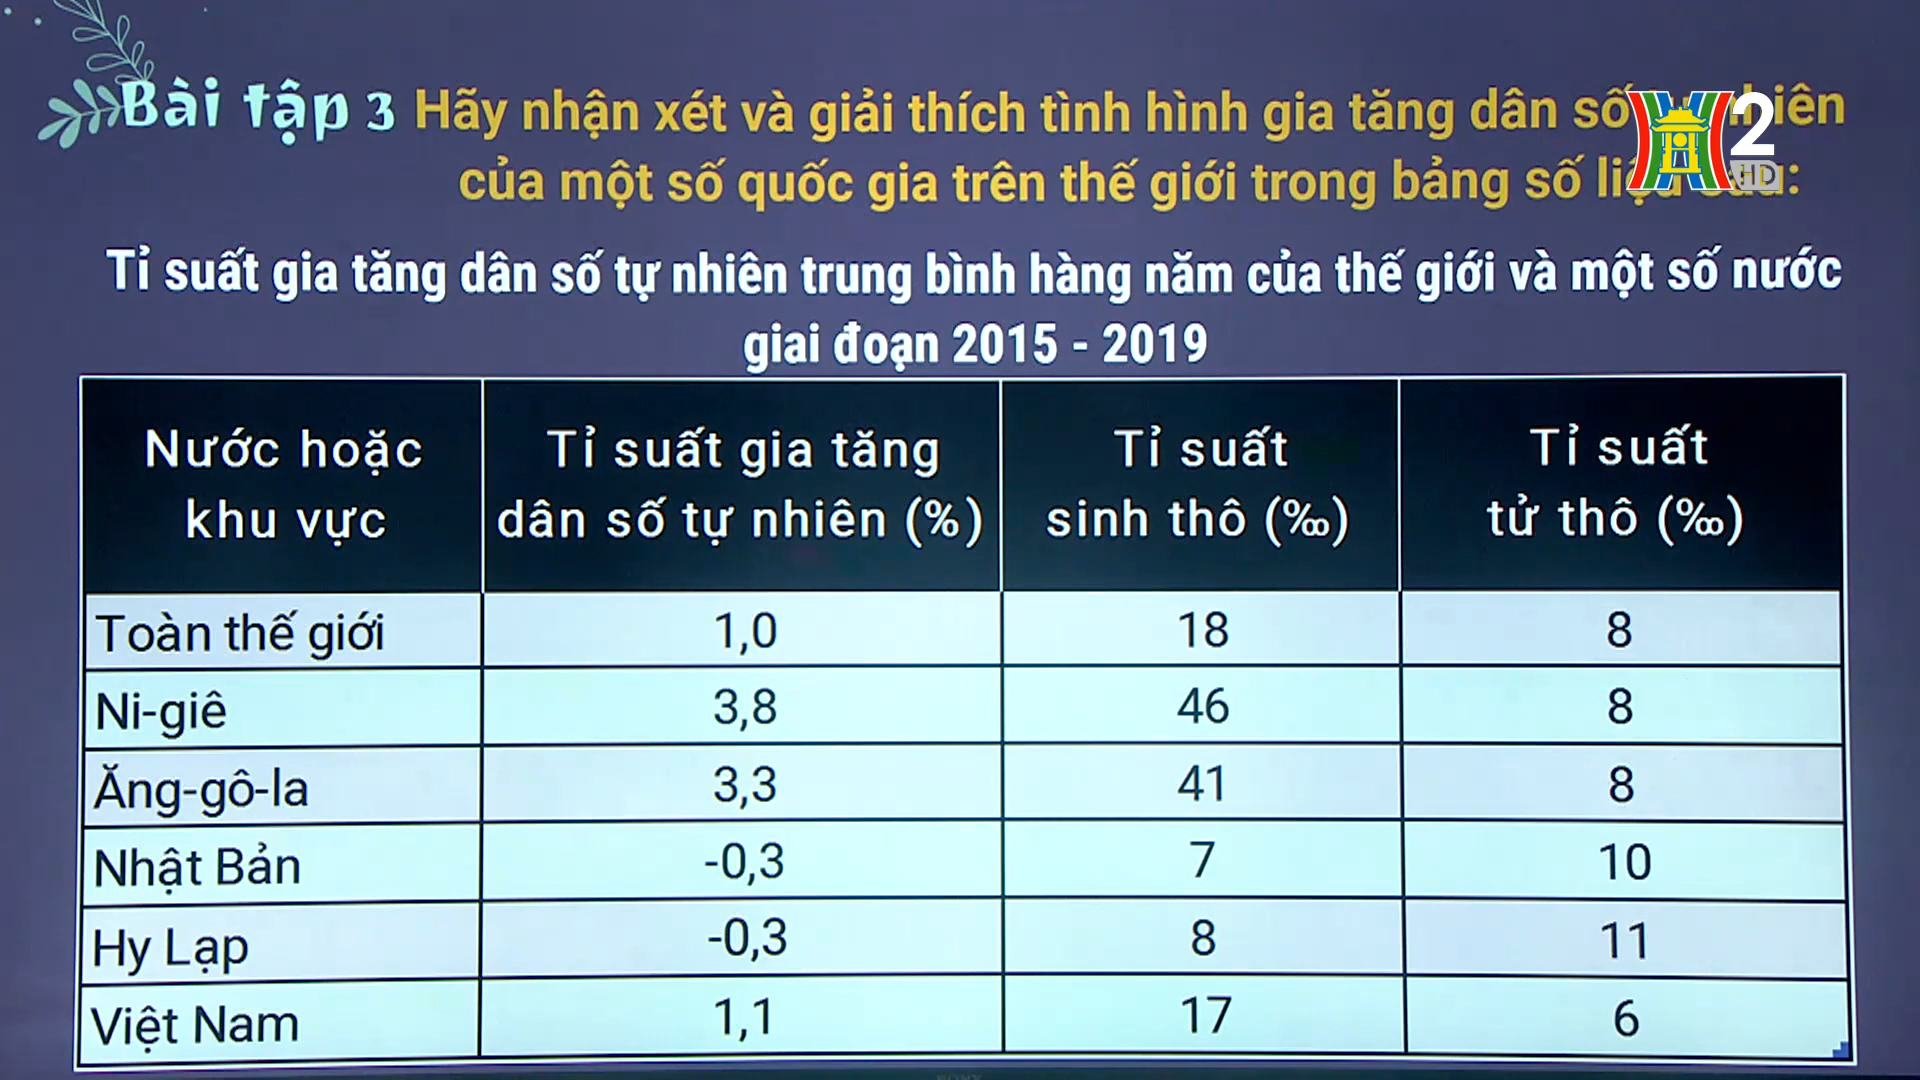 Bài tập 3 Hãy nhận xét và giải thích tình hình gia tăng dân số
của một số quốc gia trên thế giới trong bảng số liệu sau:
2
HD
Tỉ suất gia tăng dân số tự nhiên trung bình hàng năm của thế giới và một số nước
giai đoạn 2015 - 2019
Nước hoặc khu vực Tỉ suất gia tăng dân số tự nhiên (%) Tỉ suất sinh thô (‰) Tỉ suất tử thô (‰)
Toàn thế giới 1,0 18 8
Ni-giê 3,8 46 8
Ăng-gô-la 3,3 41 8
Nhật Bản -0,3 7 10
Hy Lạp -0,3 8 11
Việt Nam 1,1 17 6